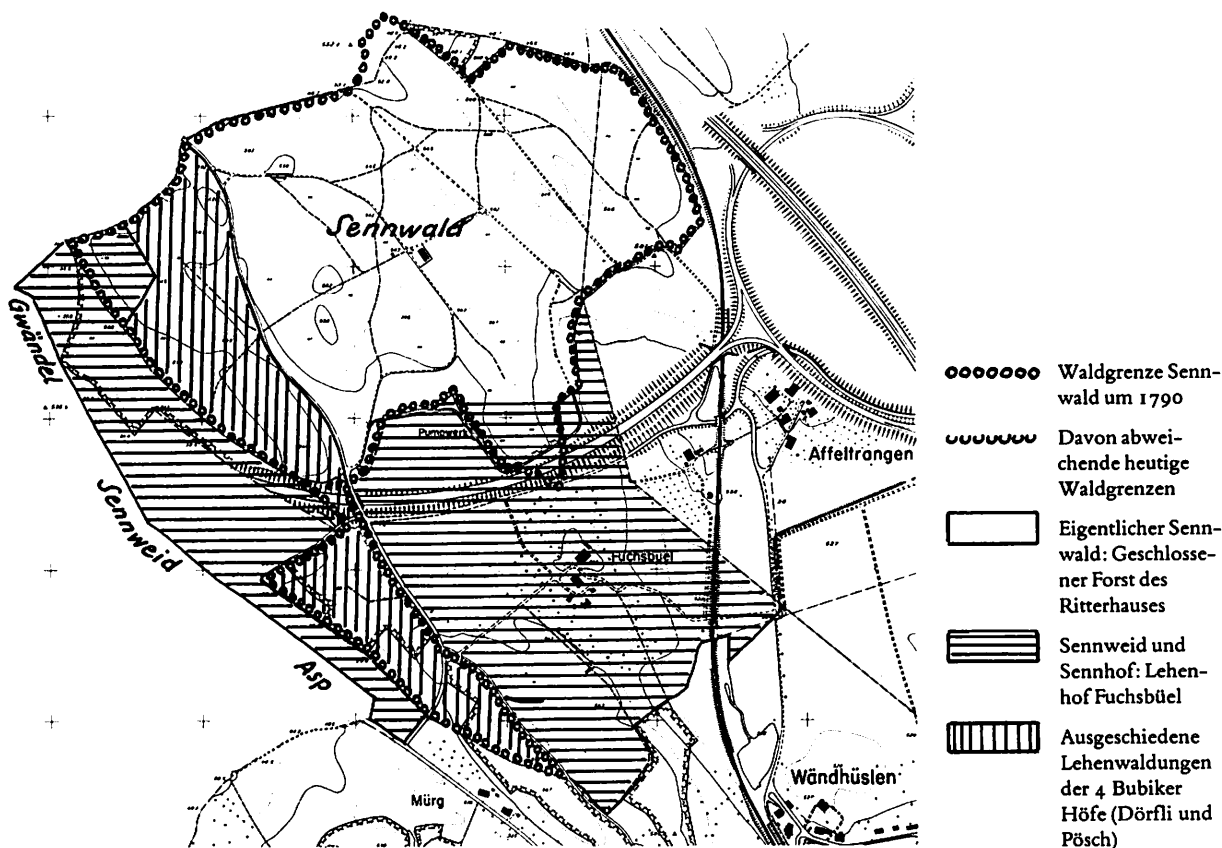 Sennwald
Gwändel
Pumpwerk
Affeltrangen
Sennweid
Fuchsbüel
Asp
Mürg
Wändhüslen
Waldgrenze Senn-
wald um 1790
Davon abwei-
chende heutige
Waldgrenzen
Eigentlicher Senn-
wald: Geschlosse-
ner Forst des
Ritterhauses
Sennweid und
Sennhof: Lehen-
hof Fuchsbüel
Ausgeschiedene
Lehenwaldungen
der 4 Bubiker
Höfe (Dörfli und
Pösch)